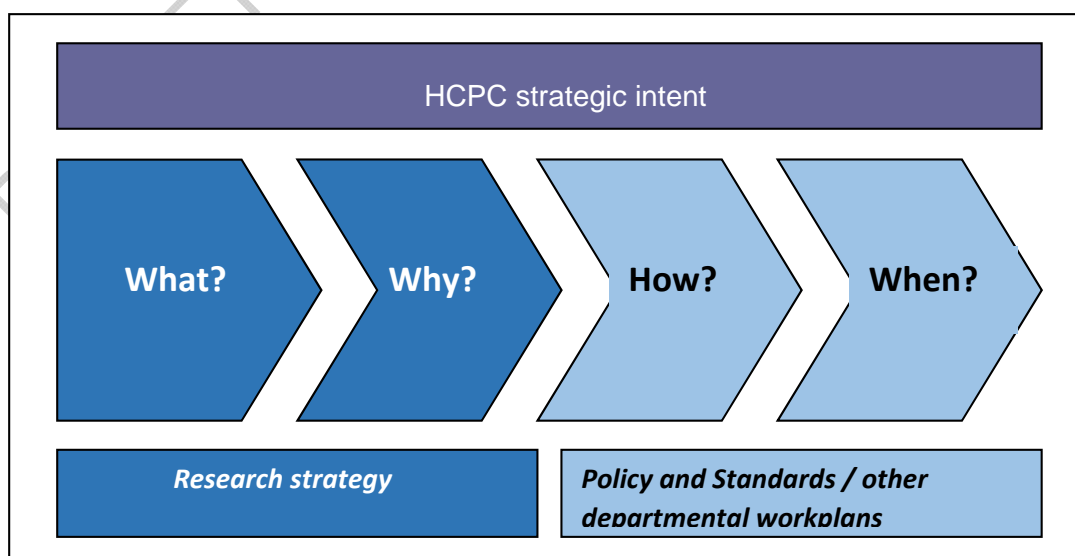 HCPC strategic intent
What?
Why?
How?
When?
Research strategy
Policy and Standards / other
departmental workplans